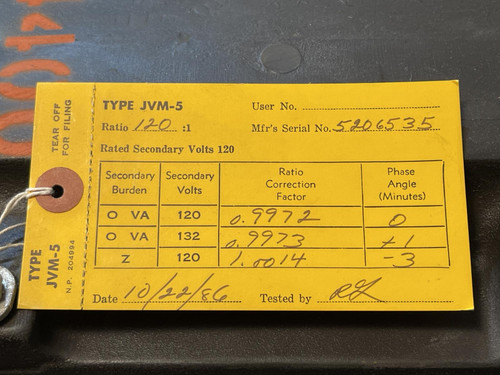 TYPE JVM-5
User No.
Ratio 120 :1
Mfr's Serial No. 5206535
Rated Secondary Volts 120
Secondary Burden Secondary Volts Ratio Correction Factor Phase Angle (Minutes)
O VA 120 0.9972 0
O VA 132 0.9973 +1
Z 120 1.0014 -3
Date 10/22/86 Tested by
TEAR OFF
FOR FILING
TYPE
JVM-5
N.P. 204994